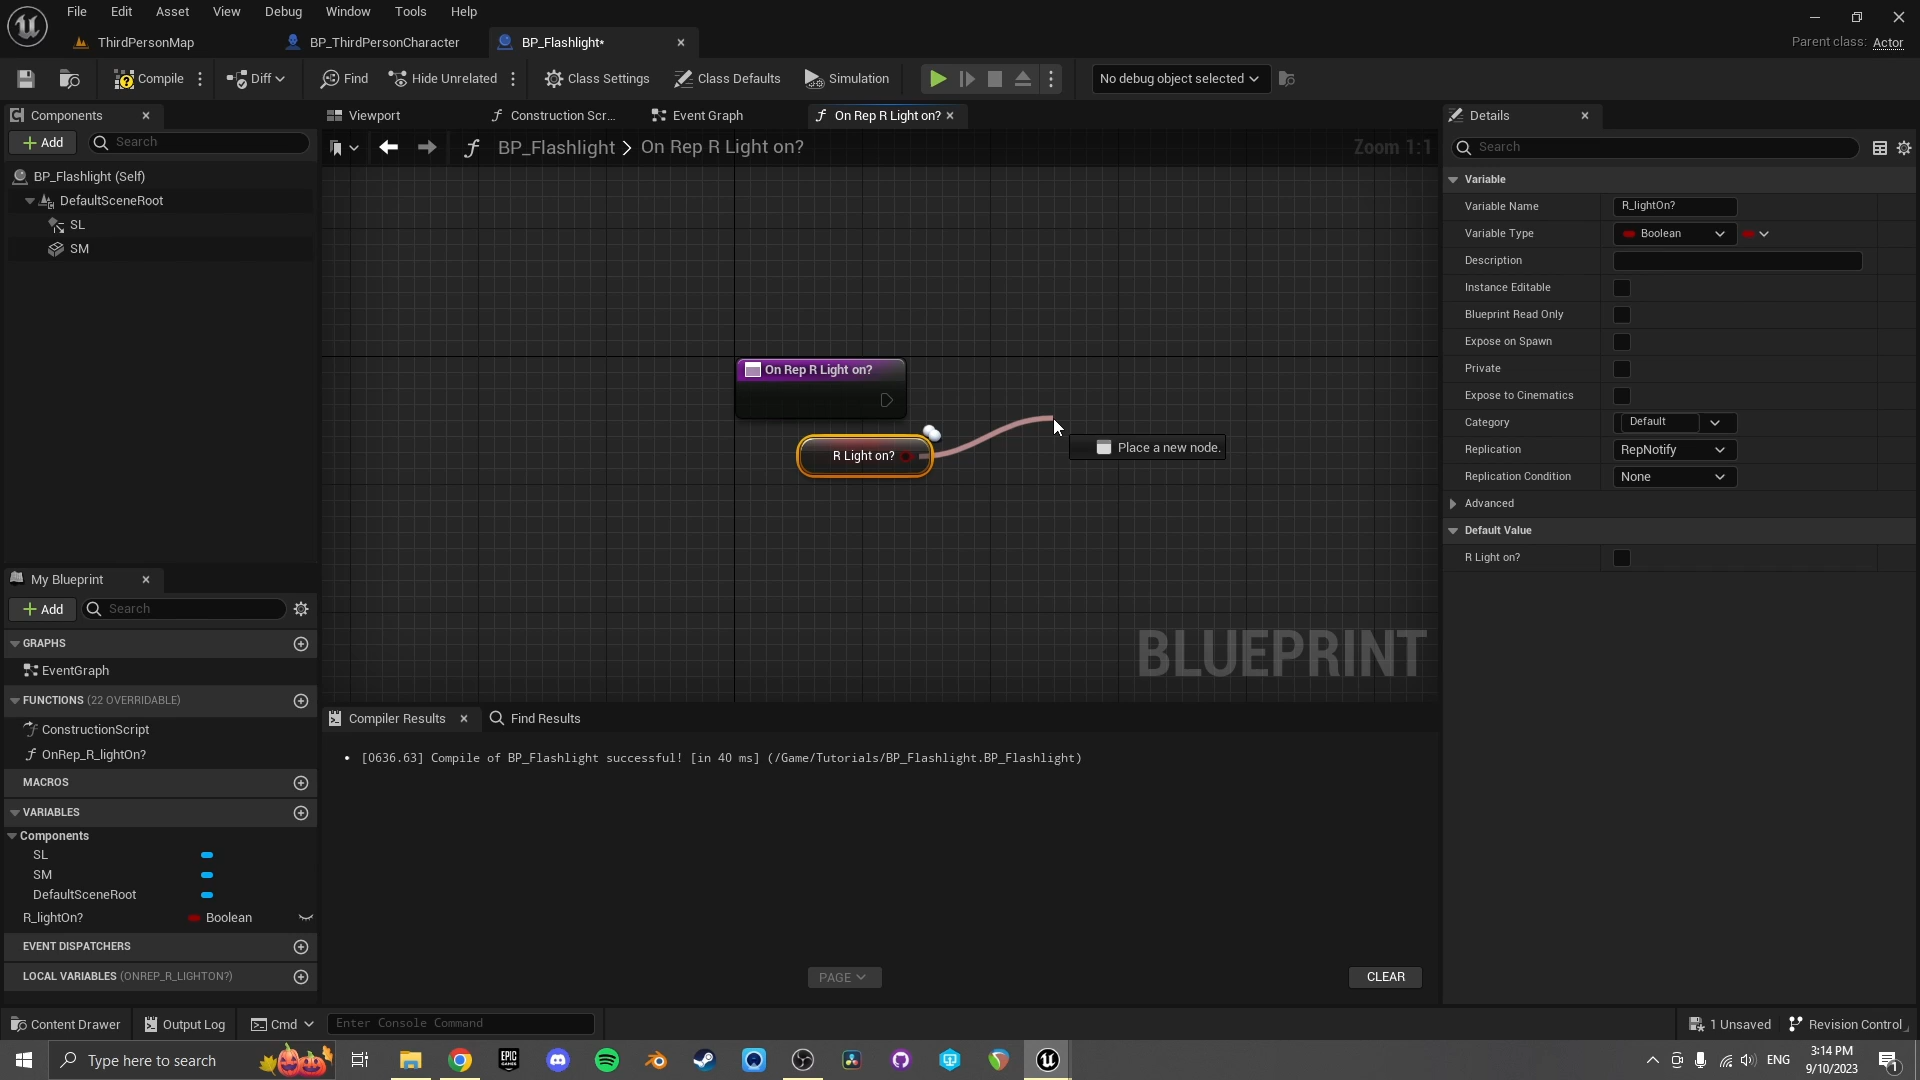 File Edit Asset View Debug Window Tools Help
ThirdPersonMap BP_ThirdPersonCharacter BP_Flashlight* Parent class: Actor
Compile Diff Find Hide Unrelated Class Settings Class Defaults Simulation No debug object selected
Components Viewport Construction Scr... Event Graph On Rep R Light on? Details
Add Search BP_Flashlight > On Rep R Light on? Zoom 1:1 Search
BP_Flashlight (Self)
DefaultSceneRoot
SL
SM
On Rep R Light on?
R Light on?
Place a new node.
BLUEPRINT
Variable
Variable Name R_lightOn?
Variable Type Boolean
Description
Instance Editable
Blueprint Read Only
Expose on Spawn
Private
Expose to Cinematics
Category Default
Replication RepNotify
Replication Condition None
Advanced
Default Value
R Light on?
My Blueprint
Add Search
GRAPHS
EventGraph
FUNCTIONS (22 OVERRIDABLE)
ConstructionScript
OnRep_R_lightOn?
MACROS
VARIABLES
Components
SL
SM
DefaultSceneRoot
R_lightOn? Boolean
EVENT DISPATCHERS
LOCAL VARIABLES (ONREP_R_LIGHTON?)
Compiler Results Find Results
[0636.63] Compile of BP_Flashlight successful! [in 40 ms] (/Game/Tutorials/BP_Flashlight.BP_Flashlight)
PAGE CLEAR
Content Drawer Output Log Cmd Enter Console Command 1 Unsaved Revision Control
Type here to search EPIC GAMES ENG 3:14 PM
9/10/2023 1